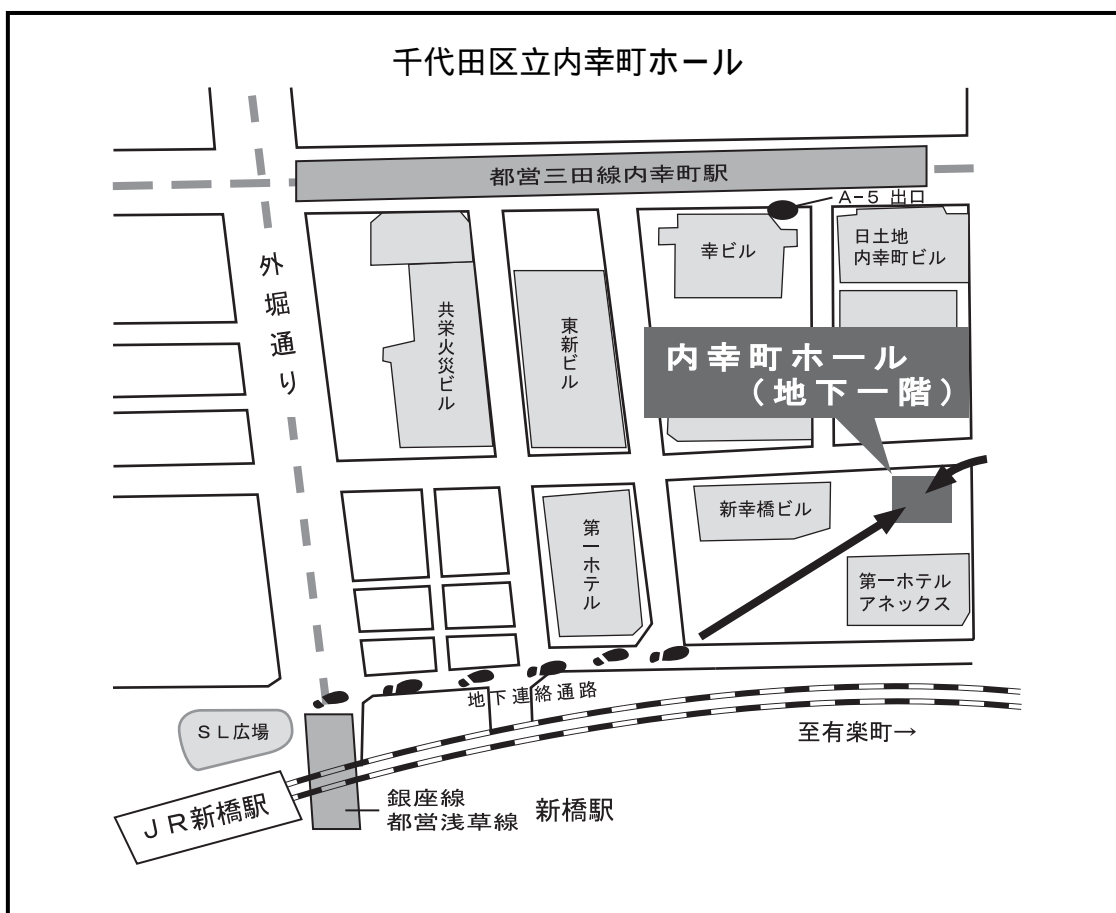 千代田区立内幸町ホール
都営三田線内幸町駅
A-5 出口
外堀通り
共栄火災ビル
東新ビル
幸ビル
日土地
内幸町ビル
内幸町ホール
(地下一階)
新幸橋ビル
第一ホテル
第一ホテル
アネックス
地下連絡通路
SL広場
至有楽町→
JR新橋駅
銀座線
都営浅草線 新橋駅